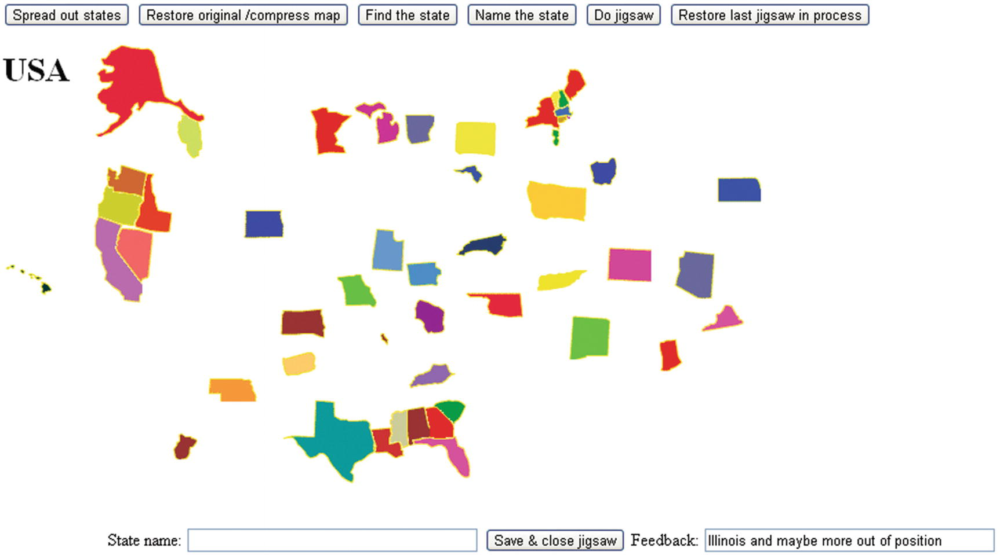 Spread out states Restore original /compress map Find the state Name the state Do jigsaw Restore last jigsaw in process
USA
State name: Save & close jigsaw Feedback: Illinois and maybe more out of position